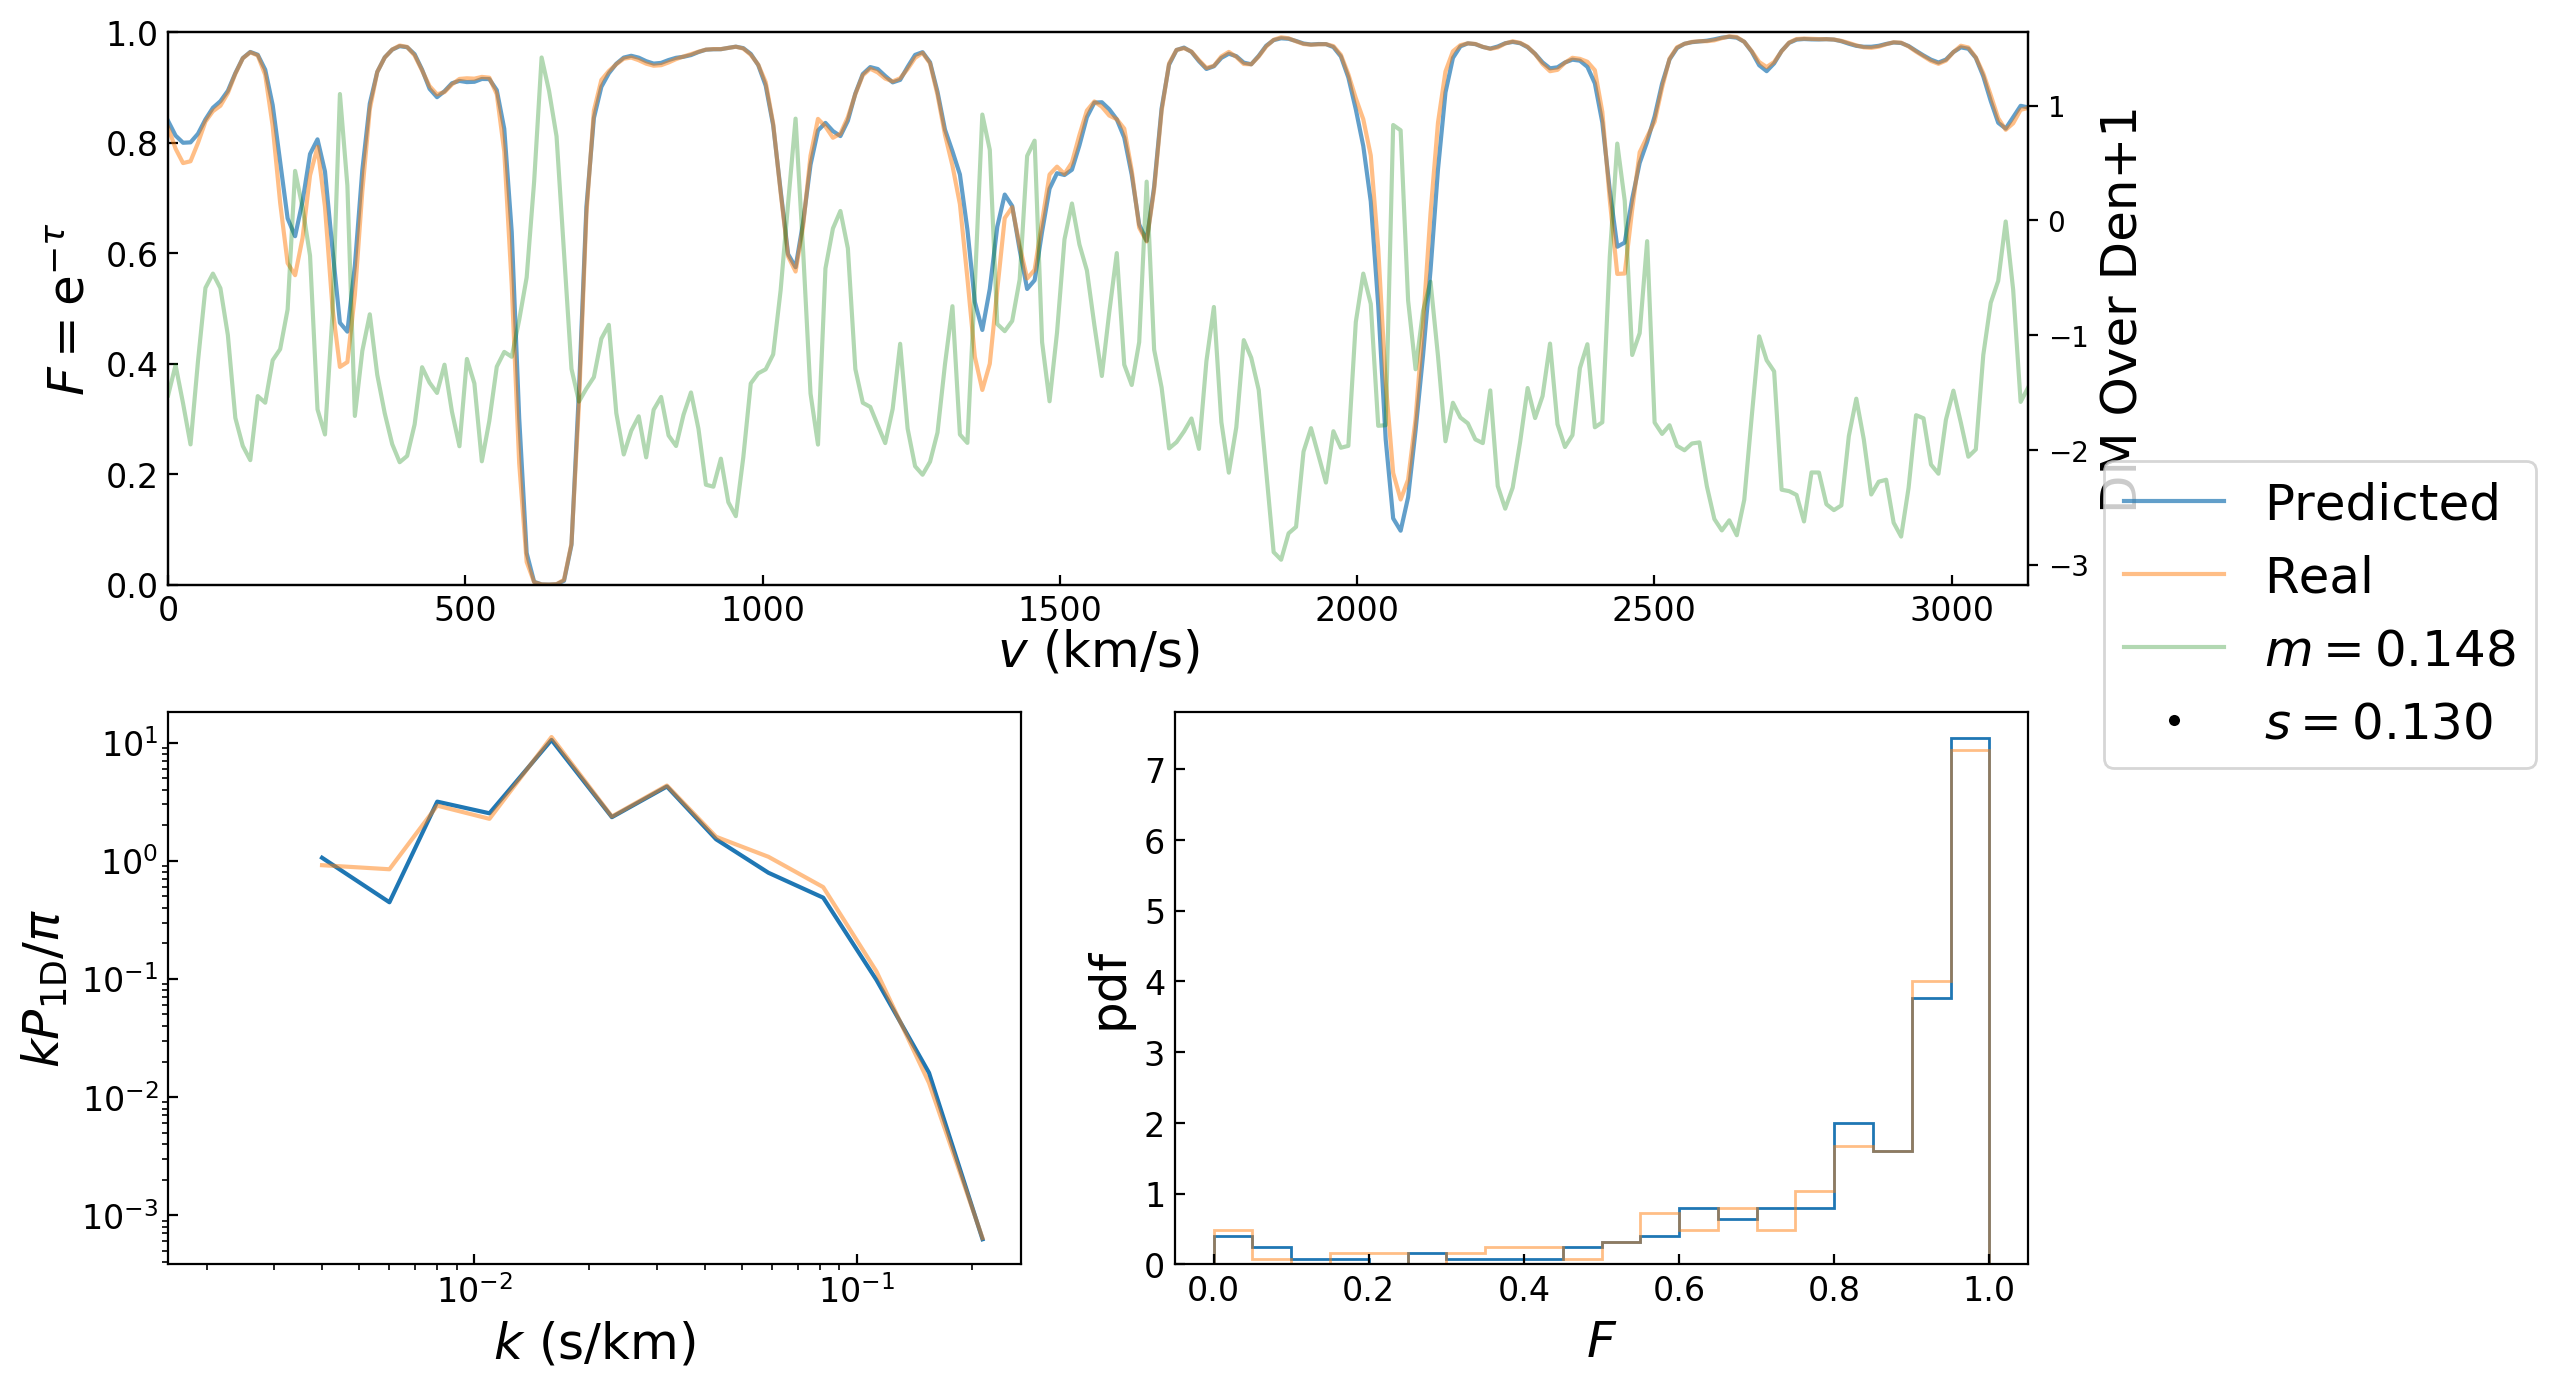 1.0
0.8
0.6
0.4
0.2
0.0
F = e^{−τ}
1
0
−1
−2
−3
DM Over Den+1
0 500 1000 1500 2000 2500 3000
v (km/s)
Predicted
Real
m = 0.148
s = 0.130
10^1
10^0
10^{−1}
10^{−2}
10^{−3}
kP_{1D}/π
10^{−2} 10^{−1}
k (s/km)
7
6
5
4
3
2
1
0
pdf
0.0 0.2 0.4 0.6 0.8 1.0
F